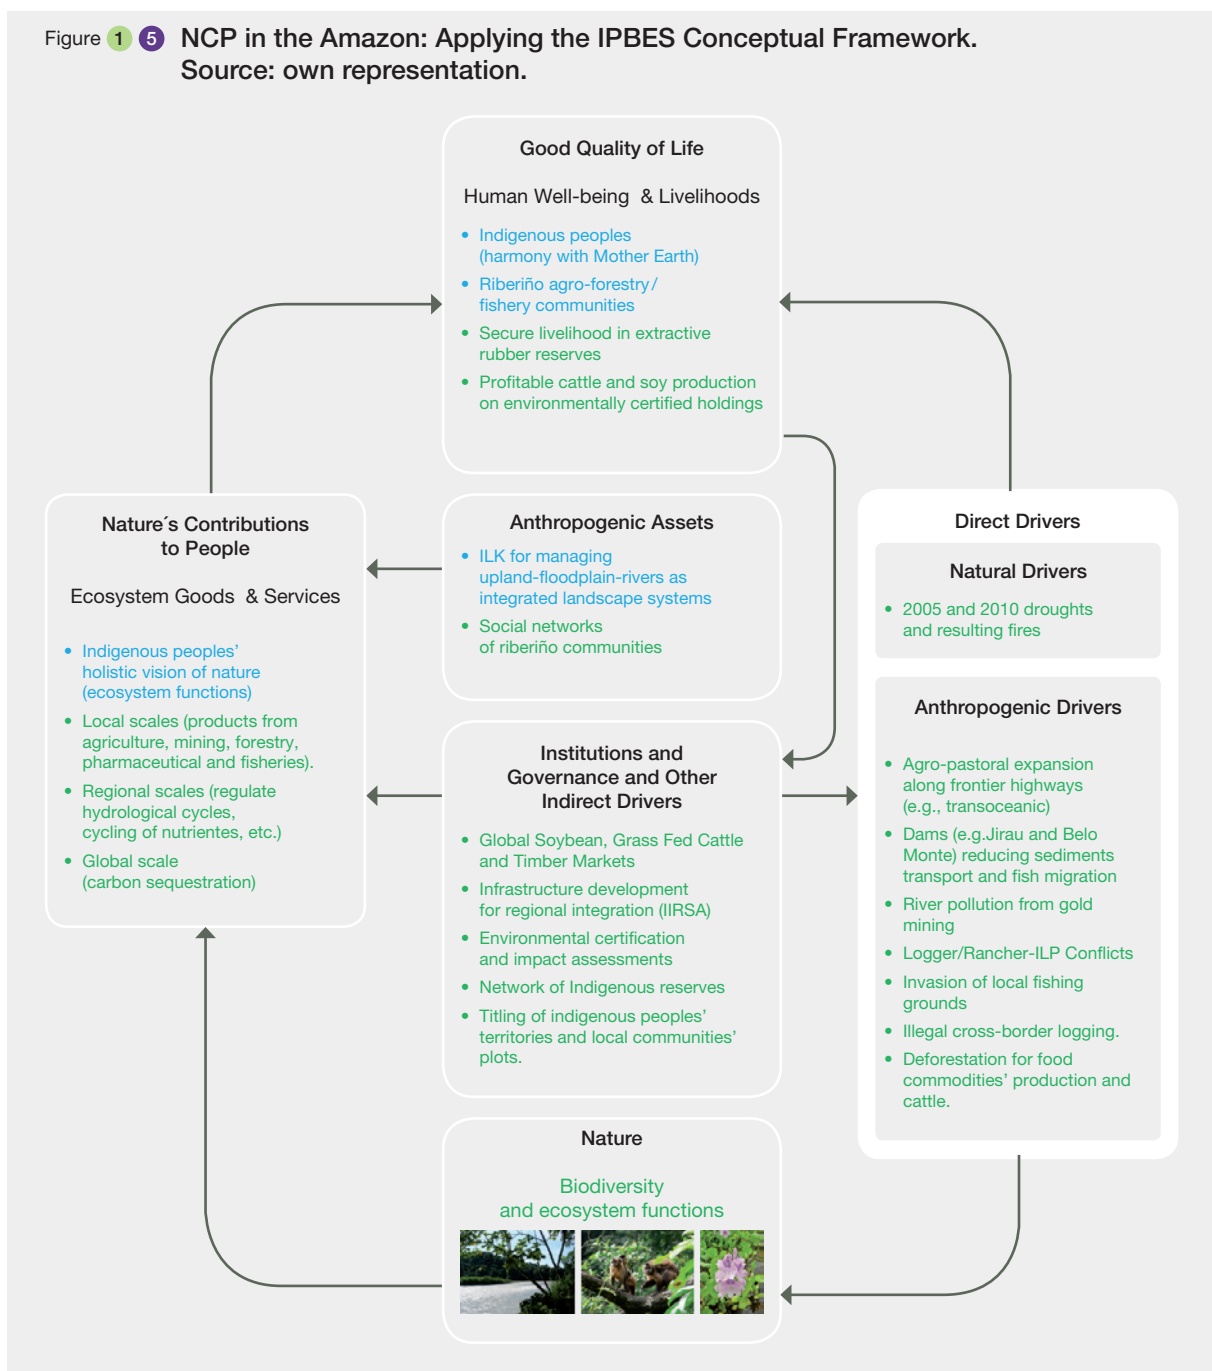 Figure 1 5 NCP in the Amazon: Applying the IPBES Conceptual Framework.
Source: own representation.
Good Quality of Life
Human Well-being & Livelihoods
• Indigenous peoples
(harmony with Mother Earth)
• Riberiño agro-forestry/
fishery communities
• Secure livelihood in extractive
rubber reserves
• Profitable cattle and soy production
on environmentally certified holdings
Nature´s Contributions
to People
Ecosystem Goods & Services
• Indigenous peoples’
holistic vision of nature
(ecosystem functions)
• Local scales (products from
agriculture, mining, forestry,
pharmaceutical and fisheries).
• Regional scales (regulate
hydrological cycles,
cycling of nutrientes, etc.)
• Global scale
(carbon sequestration)
Anthropogenic Assets
• ILK for managing
upland-floodplain-rivers as
integrated landscape systems
• Social networks
of riberiño communities
Institutions and
Governance and Other
Indirect Drivers
• Global Soybean, Grass Fed Cattle
and Timber Markets
• Infrastructure development
for regional integration (IIRSA)
• Environmental certification
and impact assessments
• Network of Indigenous reserves
• Titling of indigenous peoples’
territories and local communities’
plots.
Direct Drivers
Natural Drivers
• 2005 and 2010 droughts
and resulting fires
Anthropogenic Drivers
• Agro-pastoral expansion
along frontier highways
(e.g., transoceanic)
• Dams (e.g.Jirau and Belo
Monte) reducing sediments
transport and fish migration
• River pollution from gold
mining
• Logger/Rancher-ILP Conflicts
• Invasion of local fishing
grounds
• Illegal cross-border logging.
• Deforestation for food
commodities’ production and
cattle.
Nature
Biodiversity
and ecosystem functions